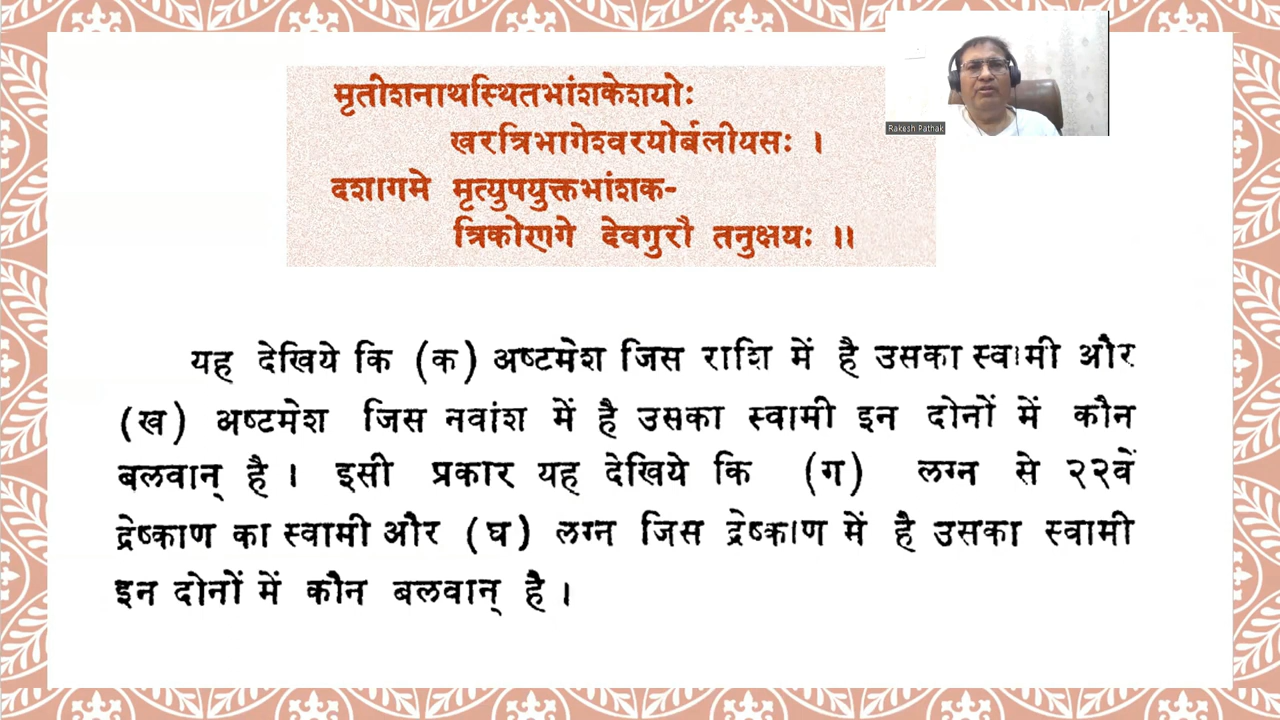 मृतीशनाथस्थितभांशकेशयोः
खरत्रिभागेश्वरयोर्बलीयसः ।
दशागमे मृत्युपयुक्तभांशक-
त्रिकोणगे देवगुरौ तनुक्षयः ।।
Rakesh Pathak
यह देखिये कि (क) अष्टमेश जिस राशि में है उसका स्वामी और
(ख) अष्टमेश जिस नवांश में है उसका स्वामी इन दोनों में कौन
बलवान् है । इसी प्रकार यह देखिये कि (ग) लग्न से २२वें
द्रेष्काण का स्वामी और (घ) लग्न जिस द्रेष्काण में है उसका स्वामी
इन दोनों में कौन बलवान् है ।